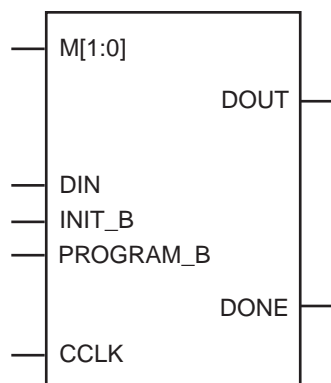 M[1:0]
DOUT
DIN
INIT_B
PROGRAM_B
DONE
CCLK